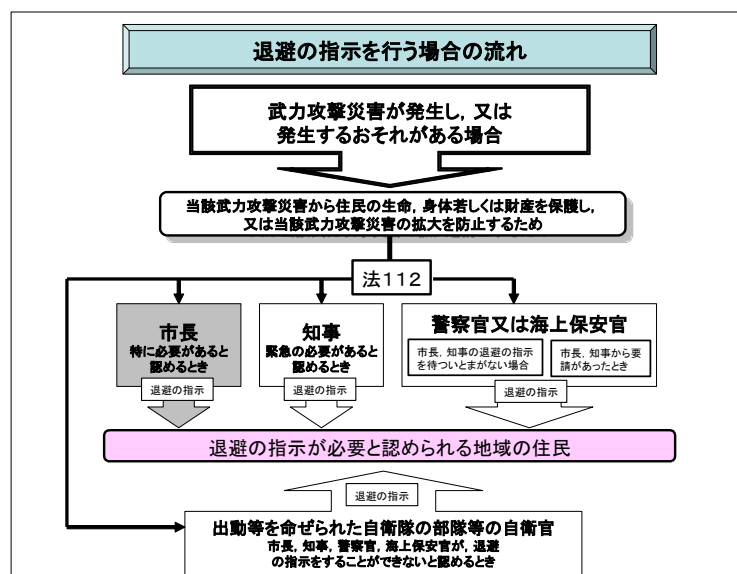 退避の指示を行う場合の流れ
武力攻撃災害が発生し，又は
発生するおそれがある場合
当該武力攻撃災害から住民の生命，身体若しくは財産を保護し，
又は当該武力攻撃災害の拡大を防止するため
法112
市長
特に必要があると
認めるとき
退避の指示
知事
緊急の必要があると
認めるとき
退避の指示
警察官又は海上保安官
市長，知事の退避の指示
を待ついとまがない場合
市長，知事から要
請があったとき
退避の指示
退避の指示が必要と認められる地域の住民
退避の指示
出動等を命ぜられた自衛隊の部隊等の自衛官
市長，知事，警察官，海上保安官が，退避
の指示をすることができないと認めるとき